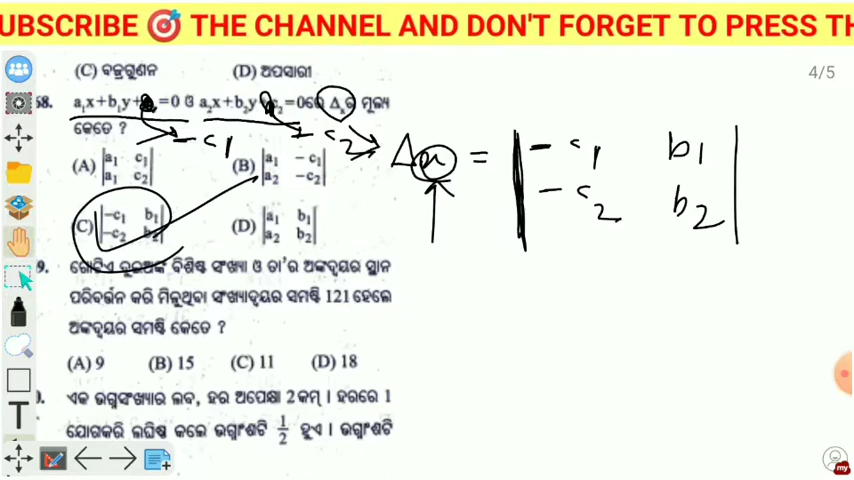 SUBSCRIBE 🎯 THE CHANNEL AND DON'T FORGET TO PRESS TH
4/5
(C) ବକ୍ରଗୁଣନ (D) ଅପସାରୀ
68. a₁x+b₁y+ =0 ଓ a₂x+b₂y c₂=0ରେ Δₓର ମୂଲ୍ୟ
କେତେ ?
- c₁ - c₂
(A) |a₁ c₁| (B) |a₁ -c₁|
|a₁ c₂| |a₂ -c₂|
(C) |-c₁ b₁| (D) |a₁ b₁|
|-c₂ b₂| |a₂ b₂|
Δx = |- c₁ b₁|
|- c₂ b₂|
9. ଗୋଟିଏ ଦୁଇଅଙ୍କ ବିଶିଷ୍ଟ ସଂଖ୍ୟା ଓ ତା'ର ଅଙ୍କଦ୍ୱୟର ସ୍ଥାନ
ପରିବର୍ତ୍ତନ କରି ମିଳୁଥିବା ସଂଖ୍ୟାଦ୍ୱୟର ସମଷ୍ଟି 121 ହେଲେ
ଅଙ୍କଦ୍ୱୟର ସମଷ୍ଟି କେତେ ?
(A) 9 (B) 15 (C) 11 (D) 18
ଏକ ଭଗ୍ନସଂଖ୍ୟାର ଲବ, ହର ଅପେକ୍ଷା 2 କମ୍ । ହରରେ 1
ଯୋଗକରି ଲଘିଷ୍ଠ କଲେ ଭଗ୍ନାଂଶଟି 1/2 ହୁଏ । ଭଗ୍ନାଂଶଟି
T
my